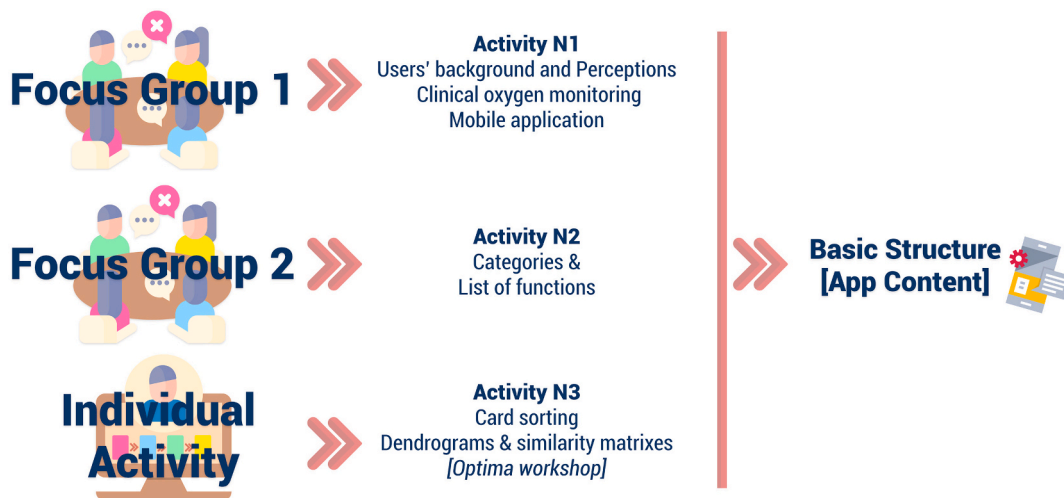 Focus Group 1
Activity N1
Users' background and Perceptions
Clinical oxygen monitoring
Mobile application
Focus Group 2
Activity N2
Categories &
List of functions
Individual
Activity
Activity N3
Card sorting
Dendrograms & similarity matrixes
[Optima workshop]
Basic Structure
[App Content]